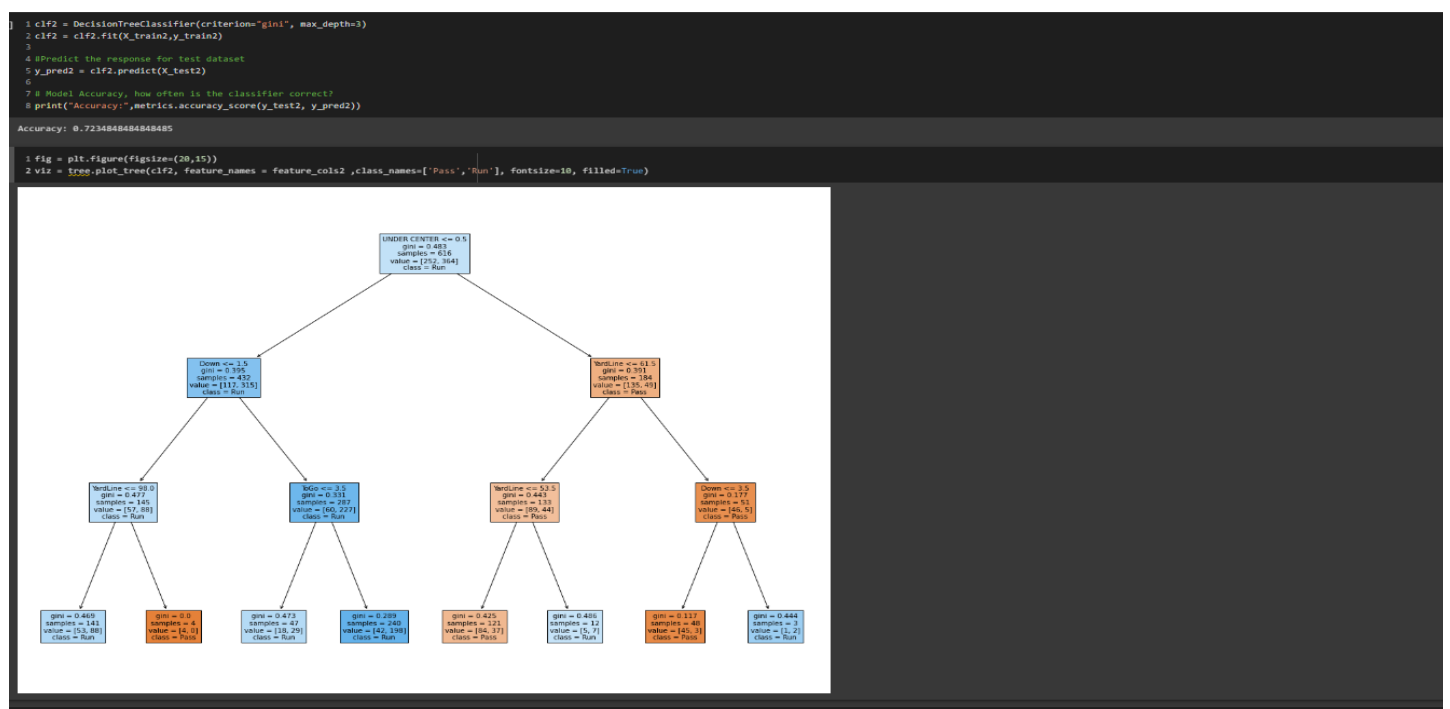 1 clf2 = DecisionTreeClassifier(criterion="gini", max_depth=3)
2 clf2 = clf2.fit(X_train2,y_train2)
3
4 #Predict the response for test dataset
5 y_pred2 = clf2.predict(X_test2)
6
7 # Model Accuracy, how often is the classifier correct?
8 print("Accuracy:",metrics.accuracy_score(y_test2, y_pred2))
Accuracy: 0.7234848484848485
1 fig = plt.figure(figsize=(20,15))
2 viz = tree.plot_tree(clf2, feature_names = feature_cols2 ,class_names=['Pass','Run'], fontsize=10, filled=True)
UNDER CENTER <= 0.5
gini = 0.483
samples = 616
value = [252, 364]
class = Run
Down <= 1.5
gini = 0.395
samples = 432
value = [117, 315]
class = Run
YardLine <= 61.5
gini = 0.391
samples = 184
value = [135, 49]
class = Pass
YardLine <= 98.0
gini = 0.477
samples = 145
value = [57, 88]
class = Run
ToGo <= 3.5
gini = 0.331
samples = 287
value = [60, 227]
class = Run
YardLine <= 53.5
gini = 0.443
samples = 133
value = [89, 44]
class = Pass
Down <= 3.5
gini = 0.177
samples = 51
value = [46, 5]
class = Pass
gini = 0.469
samples = 141
value = [53, 88]
class = Run
gini = 0.0
samples = 4
value = [4, 0]
class = Pass
gini = 0.473
samples = 47
value = [18, 29]
class = Run
gini = 0.289
samples = 240
value = [42, 198]
class = Run
gini = 0.425
samples = 121
value = [84, 37]
class = Pass
gini = 0.486
samples = 12
value = [5, 7]
class = Run
gini = 0.117
samples = 48
value = [45, 3]
class = Pass
gini = 0.444
samples = 3
value = [1, 2]
class = Run